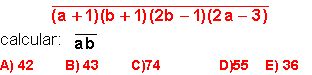 (a + 1)(b + 1)(2b − 1)(2a − 3)
calcular: ab
A) 42 B) 43 C)74 D)55 E) 36